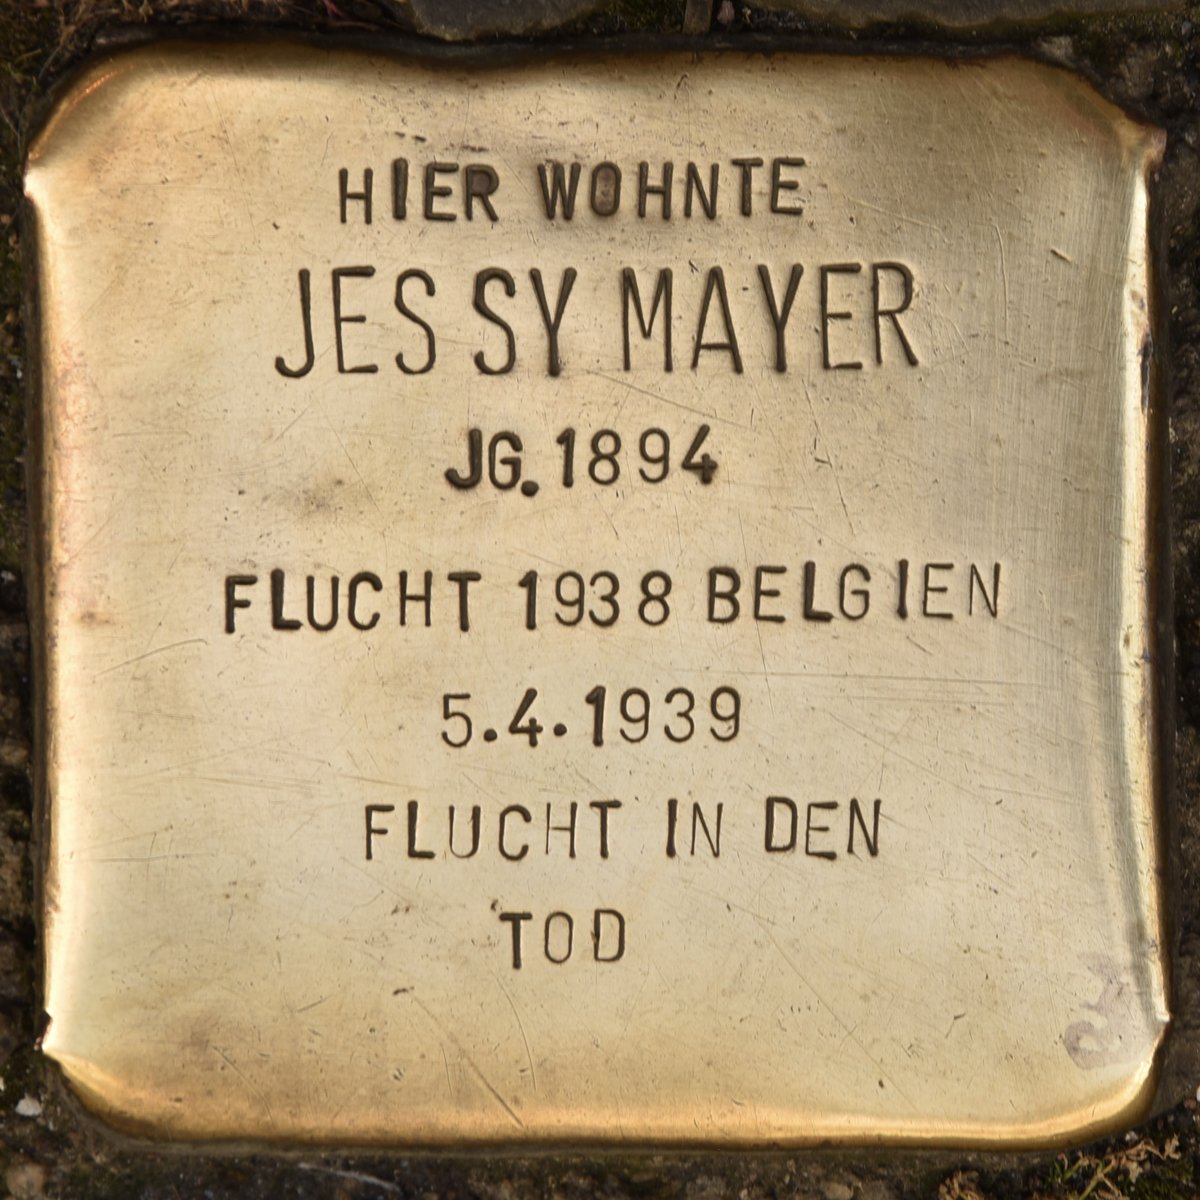 HIER WOHNTE
JESSY MAYER
JG. 1894
FLUCHT 1938 BELGIEN
5.4.1939
FLUCHT IN DEN
TOD